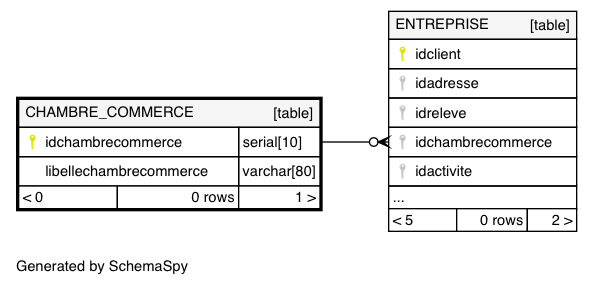 CHAMBRE_COMMERCE [table]
idchambrecommerce serial[10]
libellechambrecommerce varchar[80]
< 0 0 rows 1 >
ENTREPRISE [table]
idclient
idadresse
idreleve
idchambrecommerce
idactivite
...
< 5 0 rows 2 >
Generated by SchemaSpy